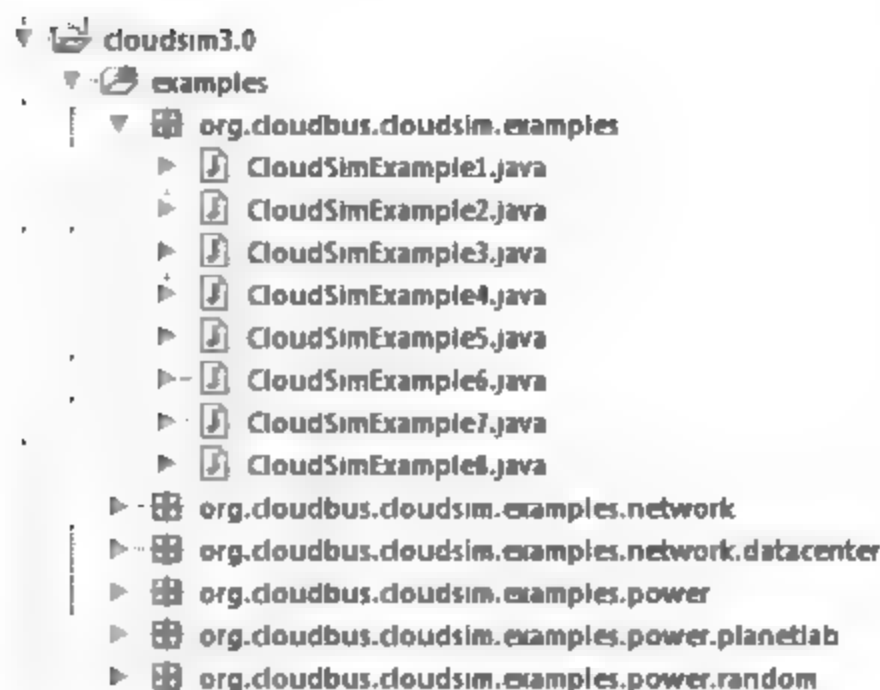 cloudsim3.0
examples
org.cloudbus.cloudsim.examples
CloudSimExample1.java
CloudSimExample2.java
CloudSimExample3.java
CloudSimExample4.java
CloudSimExample5.java
CloudSimExample6.java
CloudSimExample7.java
CloudSimExample8.java
org.cloudbus.cloudsim.examples.network
org.cloudbus.cloudsim.examples.network.datacenter
org.cloudbus.cloudsim.examples.power
org.cloudbus.cloudsim.examples.power.planetlab
org.cloudbus.cloudsim.examples.power.random